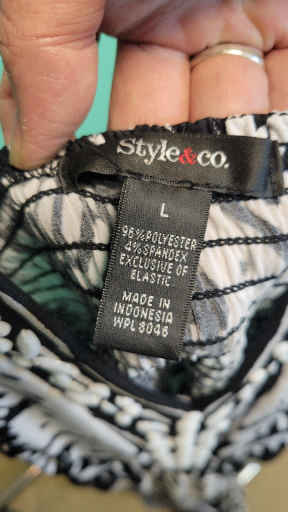 Style&co.
L
96%POLYESTER
4%SPANDEX
EXCLUSIVE OF
ELASTIC
MADE IN
INDONESIA
WPL 8046